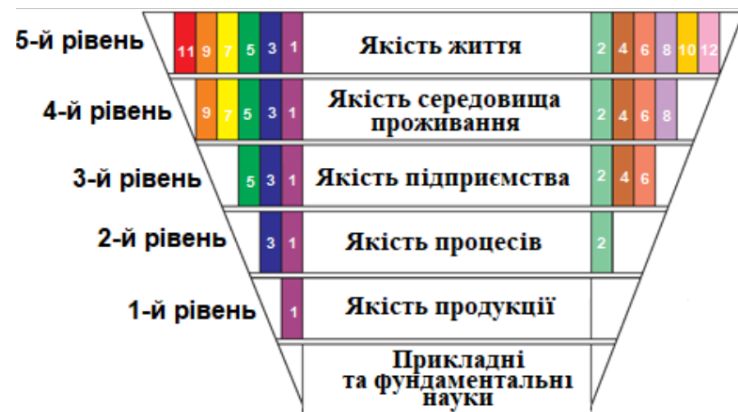 5-й рівень 11 9 7 5 3 1 Якість життя 2 4 6 8 10 12
4-й рівень 9 7 5 3 1 Якість середовища проживання 2 4 6 8
3-й рівень 5 3 1 Якість підприємства 2 4 6
2-й рівень 3 1 Якість процесів 2
1-й рівень 1 Якість продукції
Прикладні
та фундаментальні
науки